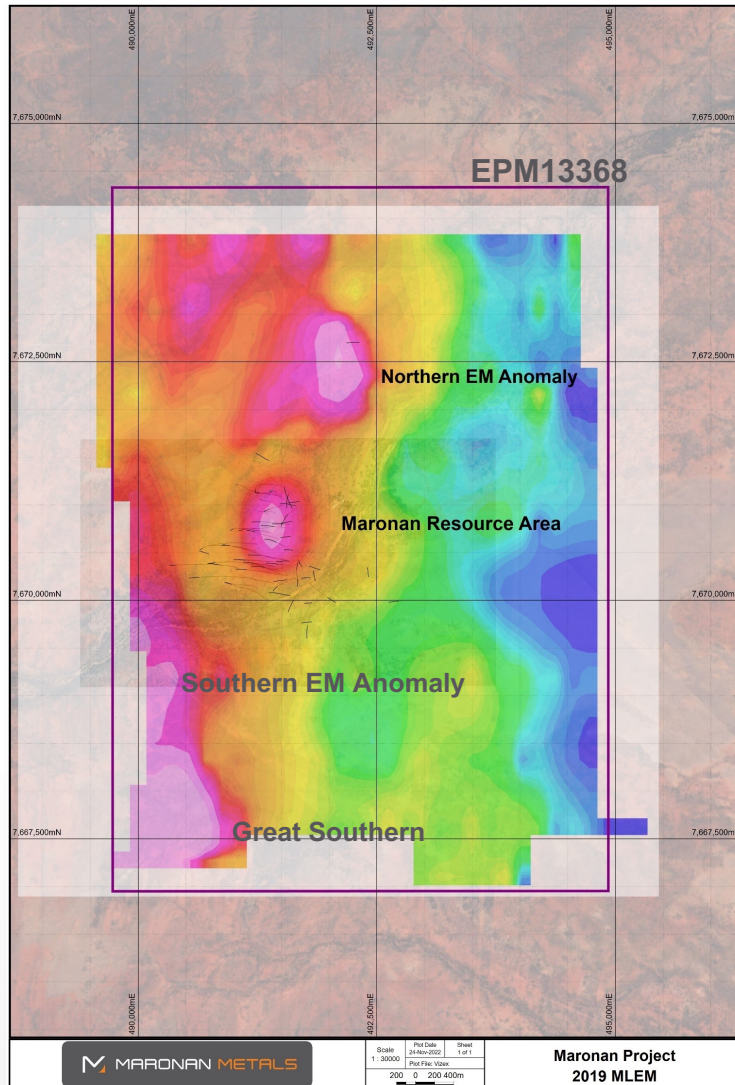 490,000mE
492,500mE
495,000mE
7,675,000mN
7,675,000m
EPM13368
7,672,500mN
7,672,500m
Northern EM Anomaly
Maronan Resource Area
7,670,000mN
7,670,000m
Southern EM Anomaly
7,667,500mN
7,667,500m
Great Southern
490,000mE
492,500mE
495,000mE
MARONAN METALS
Scale
1 : 30000
Plot Date
24-Nov-2022
Sheet
1 of 1
Plot File: Vizex
200 0 200 400m
Maronan Project
2019 MLEM